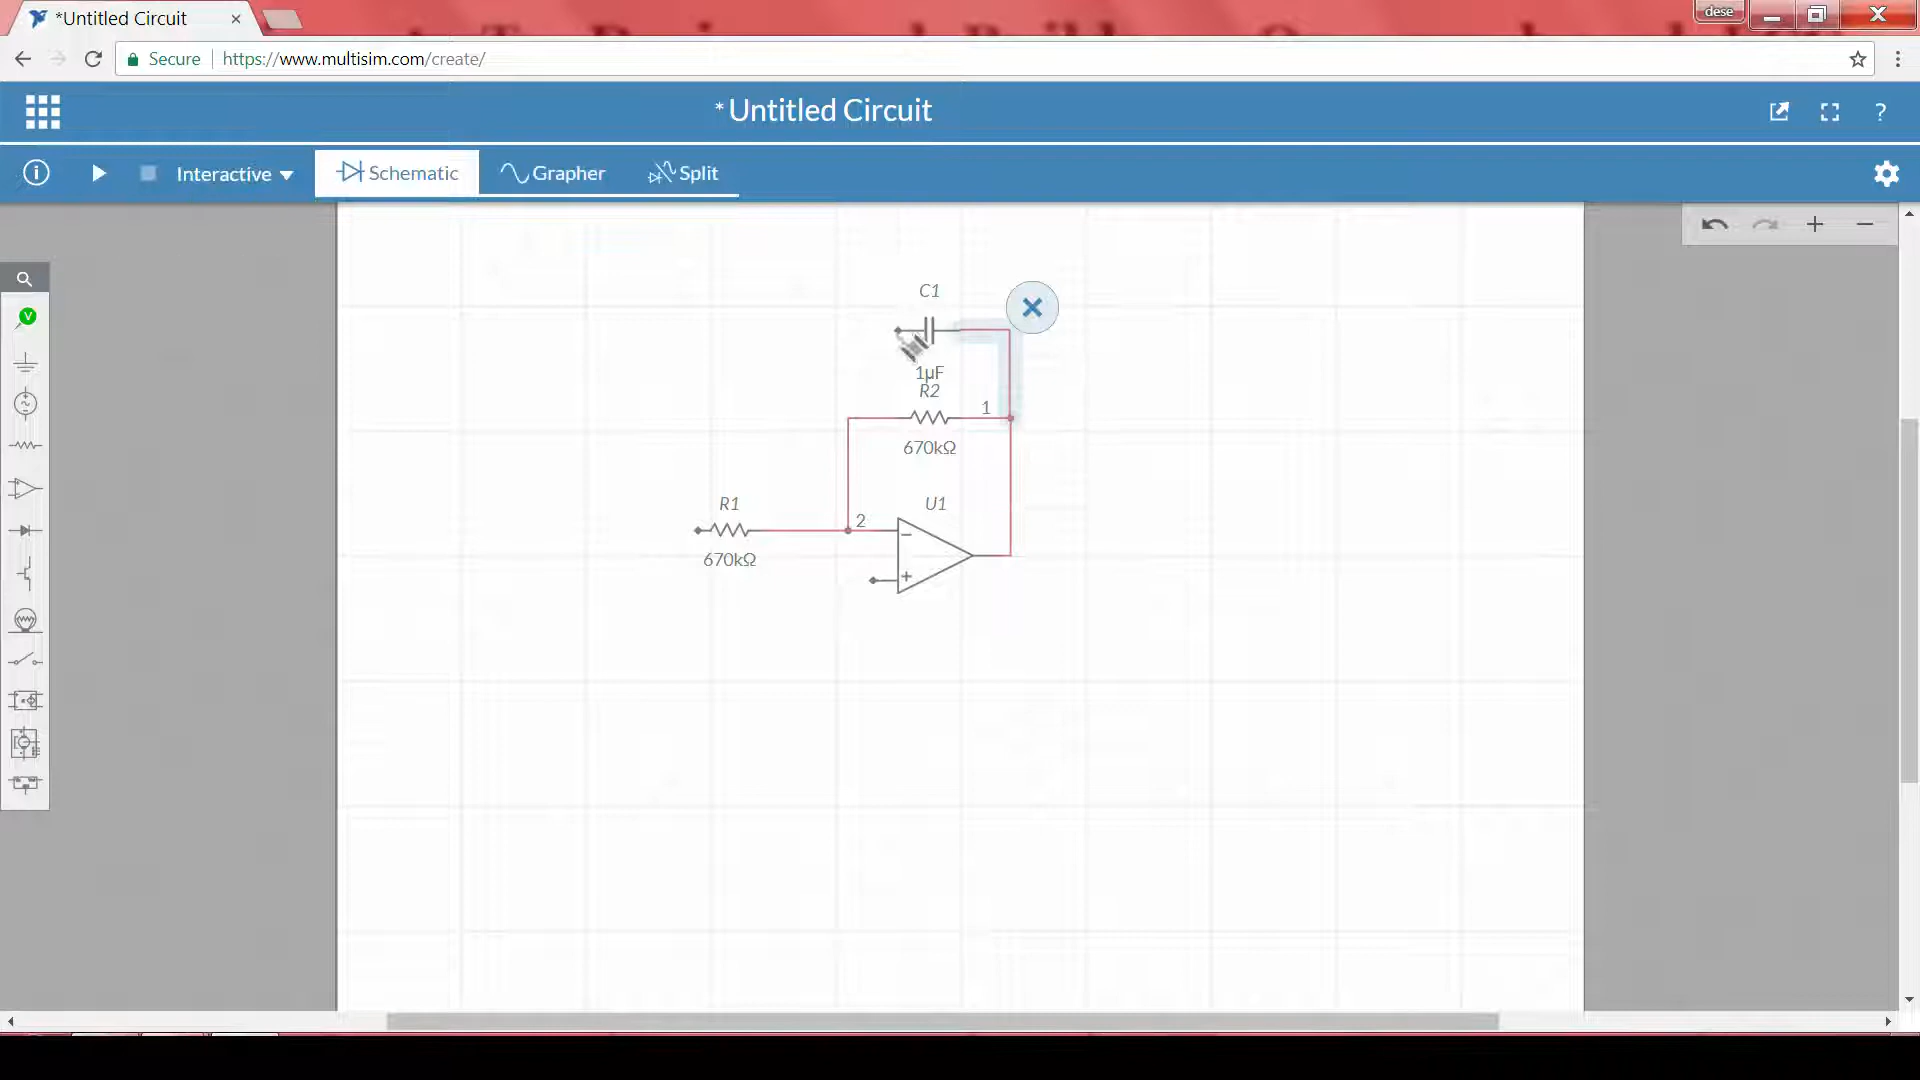 *Untitled Circuit
dese
Secure https://www.multisim.com/create/
* Untitled Circuit
?
Interactive Schematic Grapher Split
V
C1
1µF
R2
1
670kΩ
R1
2
U1
670kΩ